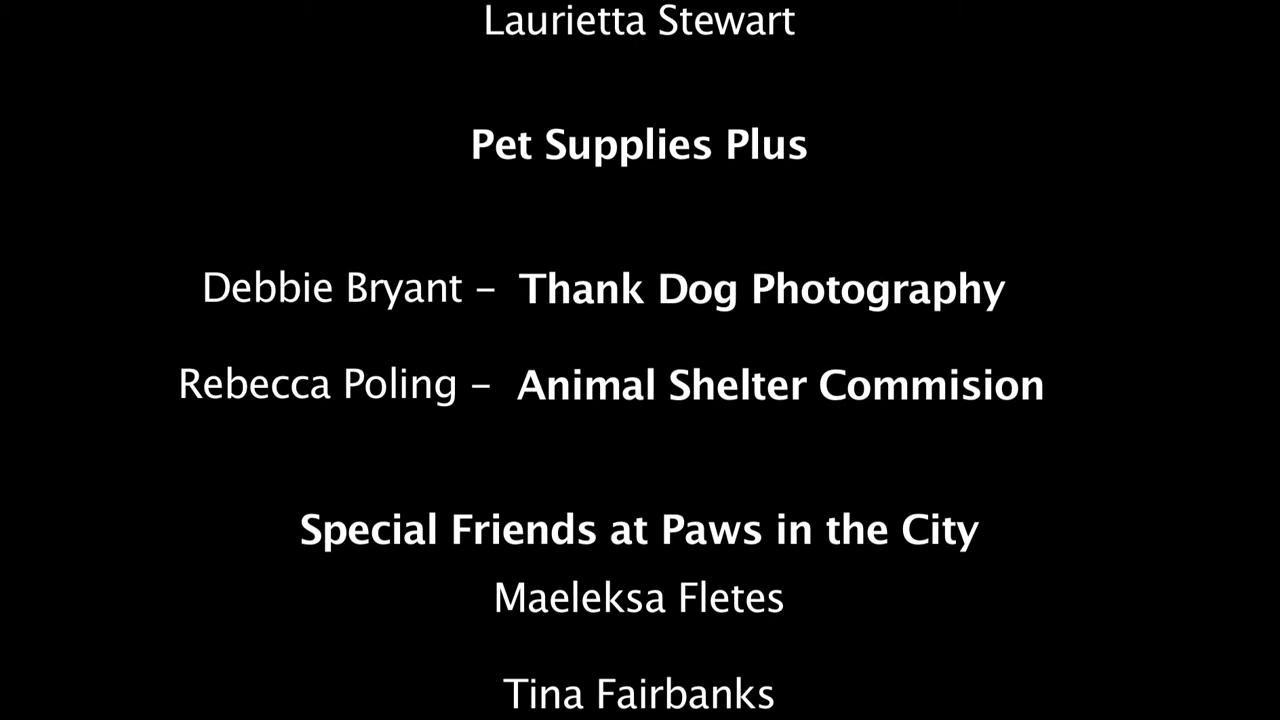 Laurietta Stewart
Pet Supplies Plus
Debbie Bryant – Thank Dog Photography
Rebecca Poling – Animal Shelter Commision
Special Friends at Paws in the City
Maeleksa Fletes
Tina Fairbanks